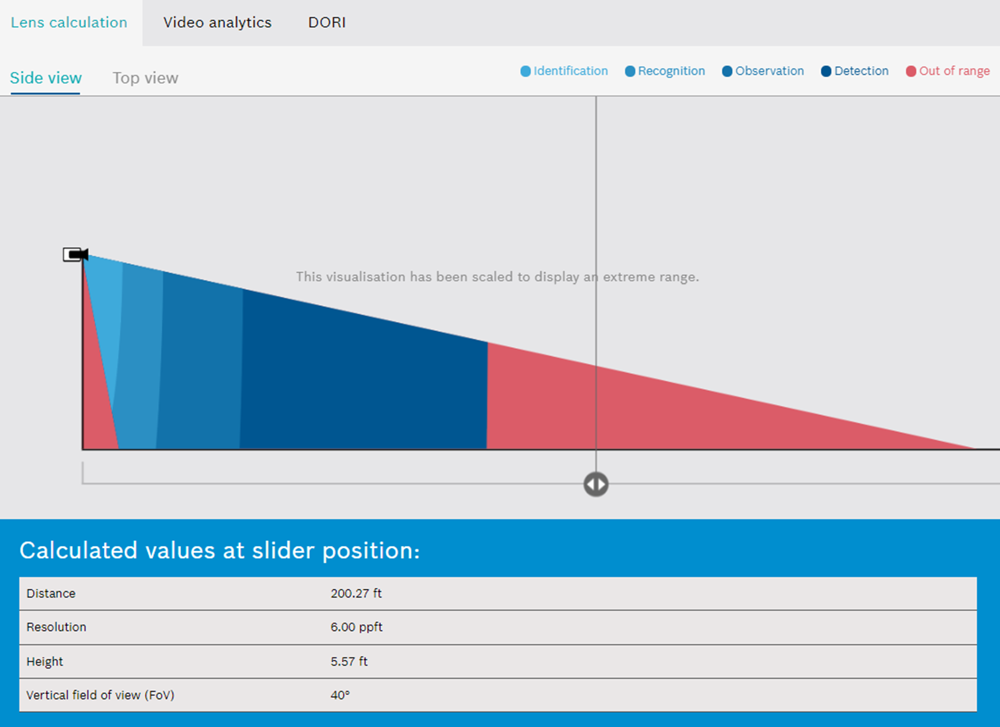 Lens calculation Video analytics DORI
Side view Top view Identification Recognition Observation Detection Out of range
This visualisation has been scaled to display an extreme range.
Calculated values at slider position:
Distance 200.27 ft
Resolution 6.00 ppft
Height 5.57 ft
Vertical field of view (FoV) 40°